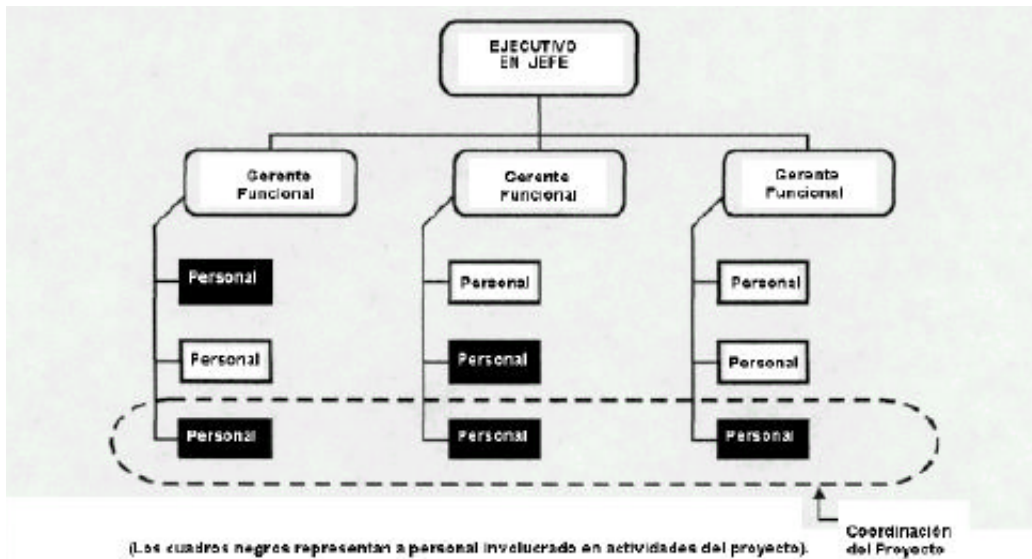 EJECUTIVO
EN JEFE
Gerente
Funcional
Gerente
Funcional
Gerente
Funcional
Personal
Personal
Personal
Personal
Personal
Personal
Personal
Personal
Personal
Coordinación
del Proyecto
(Los cuadros negros representan a personal involucrado en actividades del proyecto).